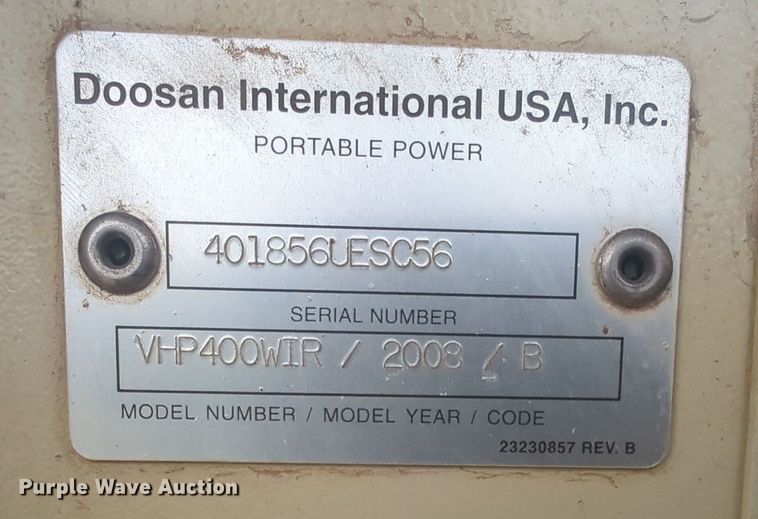 Doosan International USA, Inc.
PORTABLE POWER
401856UESC56
SERIAL NUMBER
VHP400WIR / 2008 / B
MODEL NUMBER / MODEL YEAR / CODE
23230857 REV. B
Purple Wave Auction